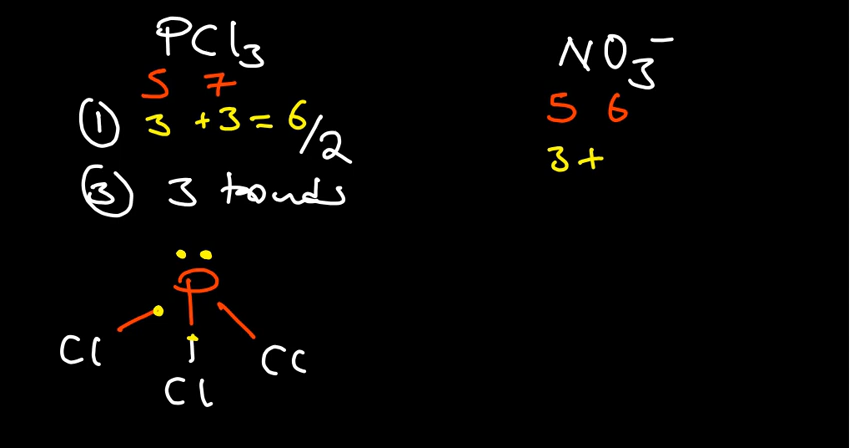 PCl3
5 7
① 3 + 3 = 6/2
③ 3 bonds
P
Cl Cl
Cl
NO3⁻
5 6
3 +